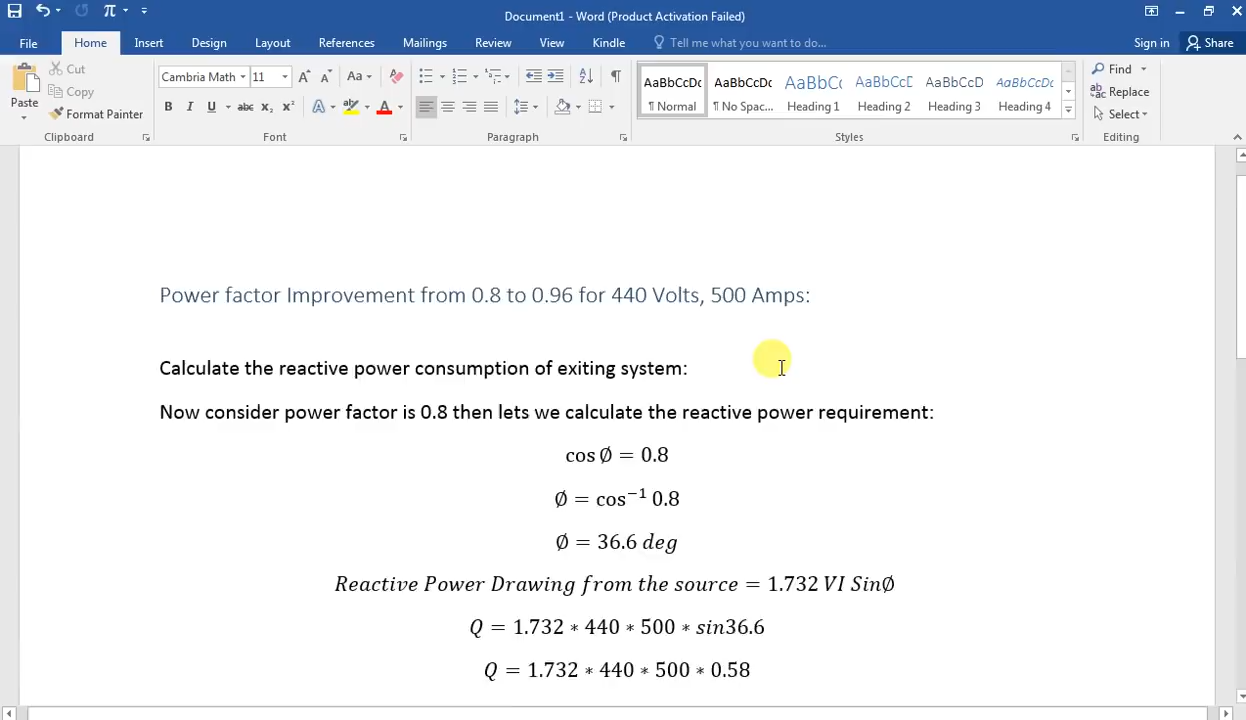 Document1 - Word (Product Activation Failed)
File Home Insert Design Layout References Mailings Review View Kindle Tell me what you want to do... Sign in Share
Paste Cut Copy Format Painter
Cambria Math 11 Aa
B I U abc x₂ x² A A
AaBbCcDc AaBbCcDc AaBbCc AaBbCcD AaBbCcD AaBbCcDc
¶ Normal ¶ No Spac... Heading 1 Heading 2 Heading 3 Heading 4
Find Replace Select
Clipboard Font Paragraph Styles Editing
Power factor Improvement from 0.8 to 0.96 for 440 Volts, 500 Amps:
Calculate the reactive power consumption of exiting system:
Now consider power factor is 0.8 then lets we calculate the reactive power requirement:
cos ∅ = 0.8
∅ = cos⁻¹ 0.8
∅ = 36.6 deg
Reactive Power Drawing from the source = 1.732 VI Sin∅
Q = 1.732 ∗ 440 ∗ 500 ∗ sin36.6
Q = 1.732 ∗ 440 ∗ 500 ∗ 0.58